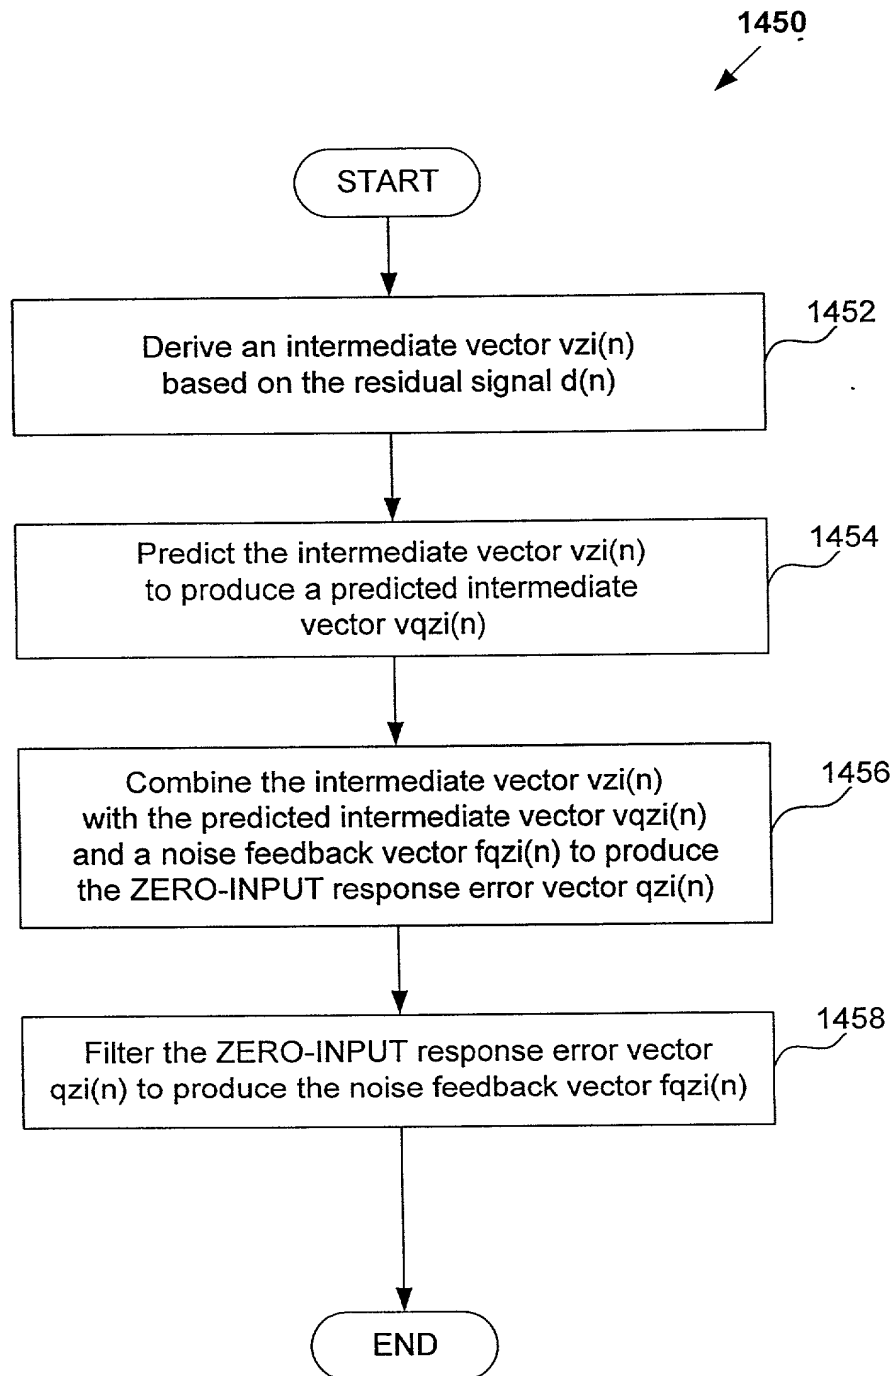 1450
START
1452
Derive an intermediate vector vzi(n)
based on the residual signal d(n)
1454
Predict the intermediate vector vzi(n)
to produce a predicted intermediate
vector vqzi(n)
1456
Combine the intermediate vector vzi(n)
with the predicted intermediate vector vqzi(n)
and a noise feedback vector fqzi(n) to produce
the ZERO-INPUT response error vector qzi(n)
1458
Filter the ZERO-INPUT response error vector
qzi(n) to produce the noise feedback vector fqzi(n)
END